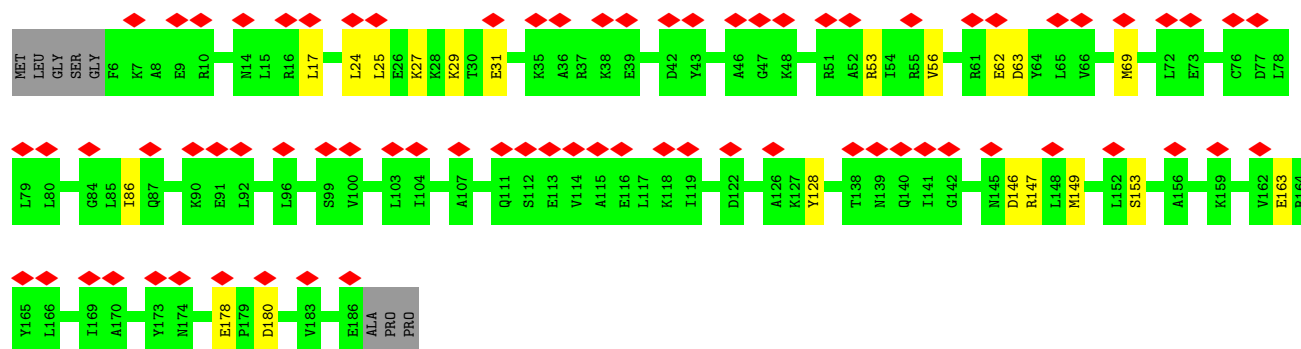 MET LEU GLY SER GLY F6 K7 A8 E9 R10 N14 L15 R16 L17 L24 L25 E26 K27 K28 K29 T30 E31 K35 A36 R37 K38 E39 D42 Y43 A46 G47 K48 R51 A52 R53 I54 R55 V56 R61 E62 D63 Y64 L65 V66 M69 L72 E73 C76 D77 L78
L79 L80 G84 L85 I86 Q87 K90 E91 L92 L96 S99 V100 L103 I104 A107 Q111 S112 E113 V114 A115 E116 L117 K118 I119 D122 A126 K127 Y128 T138 N139 Q140 I141 G142 N145 D146 R147 L148 M149 L152 S153 A156 K159 V162 E163 R164
Y165 L166 I169 A170 Y173 N174 E178 P179 D180 V183 E186 ALA PRO PRO